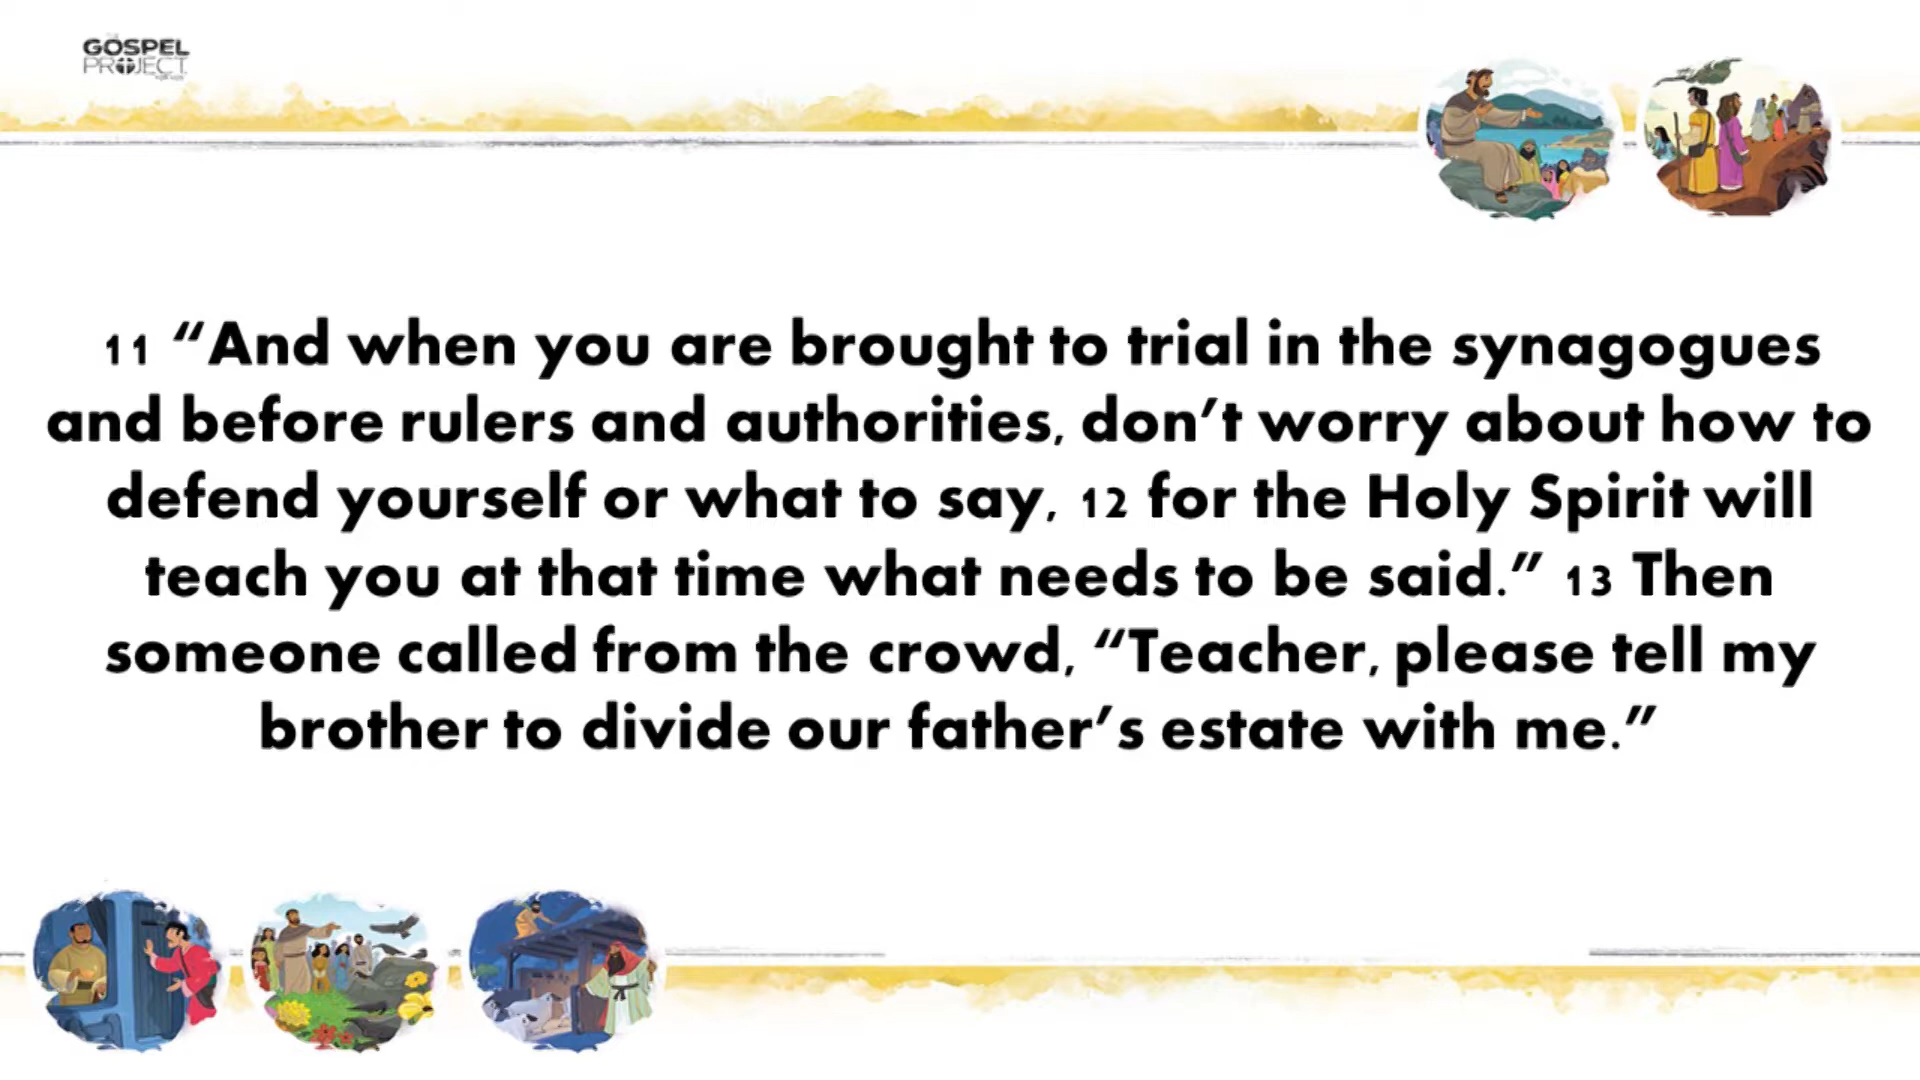 GOSPEL
PROJECT
11 “And when you are brought to trial in the synagogues
and before rulers and authorities, don’t worry about how to
defend yourself or what to say, 12 for the Holy Spirit will
teach you at that time what needs to be said.” 13 Then
someone called from the crowd, “Teacher, please tell my
brother to divide our father’s estate with me.”